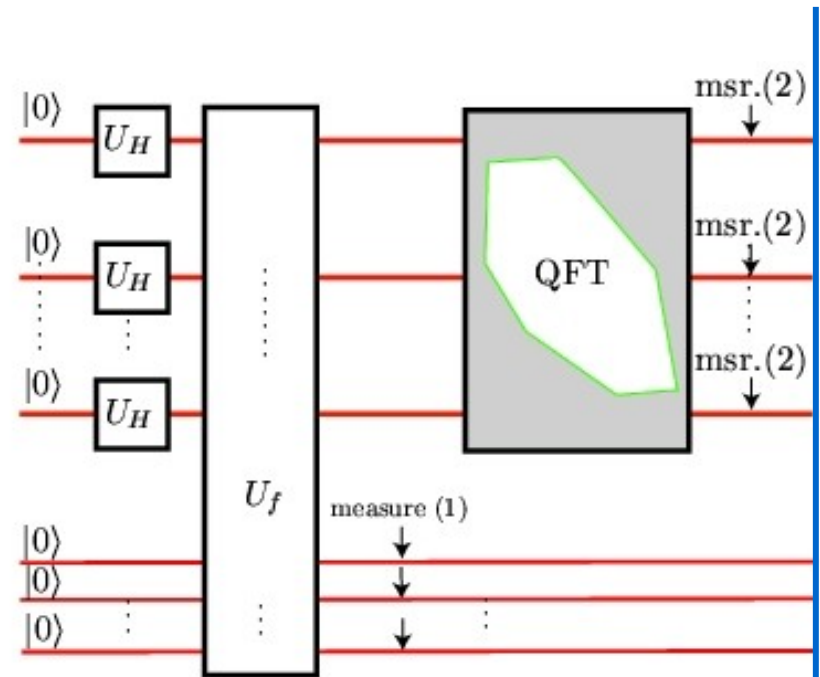 |0⟩
U_H
msr.(2)
|0⟩
U_H
msr.(2)
QFT
|0⟩
U_H
msr.(2)
U_f
measure (1)
|0⟩
|0⟩
|0⟩